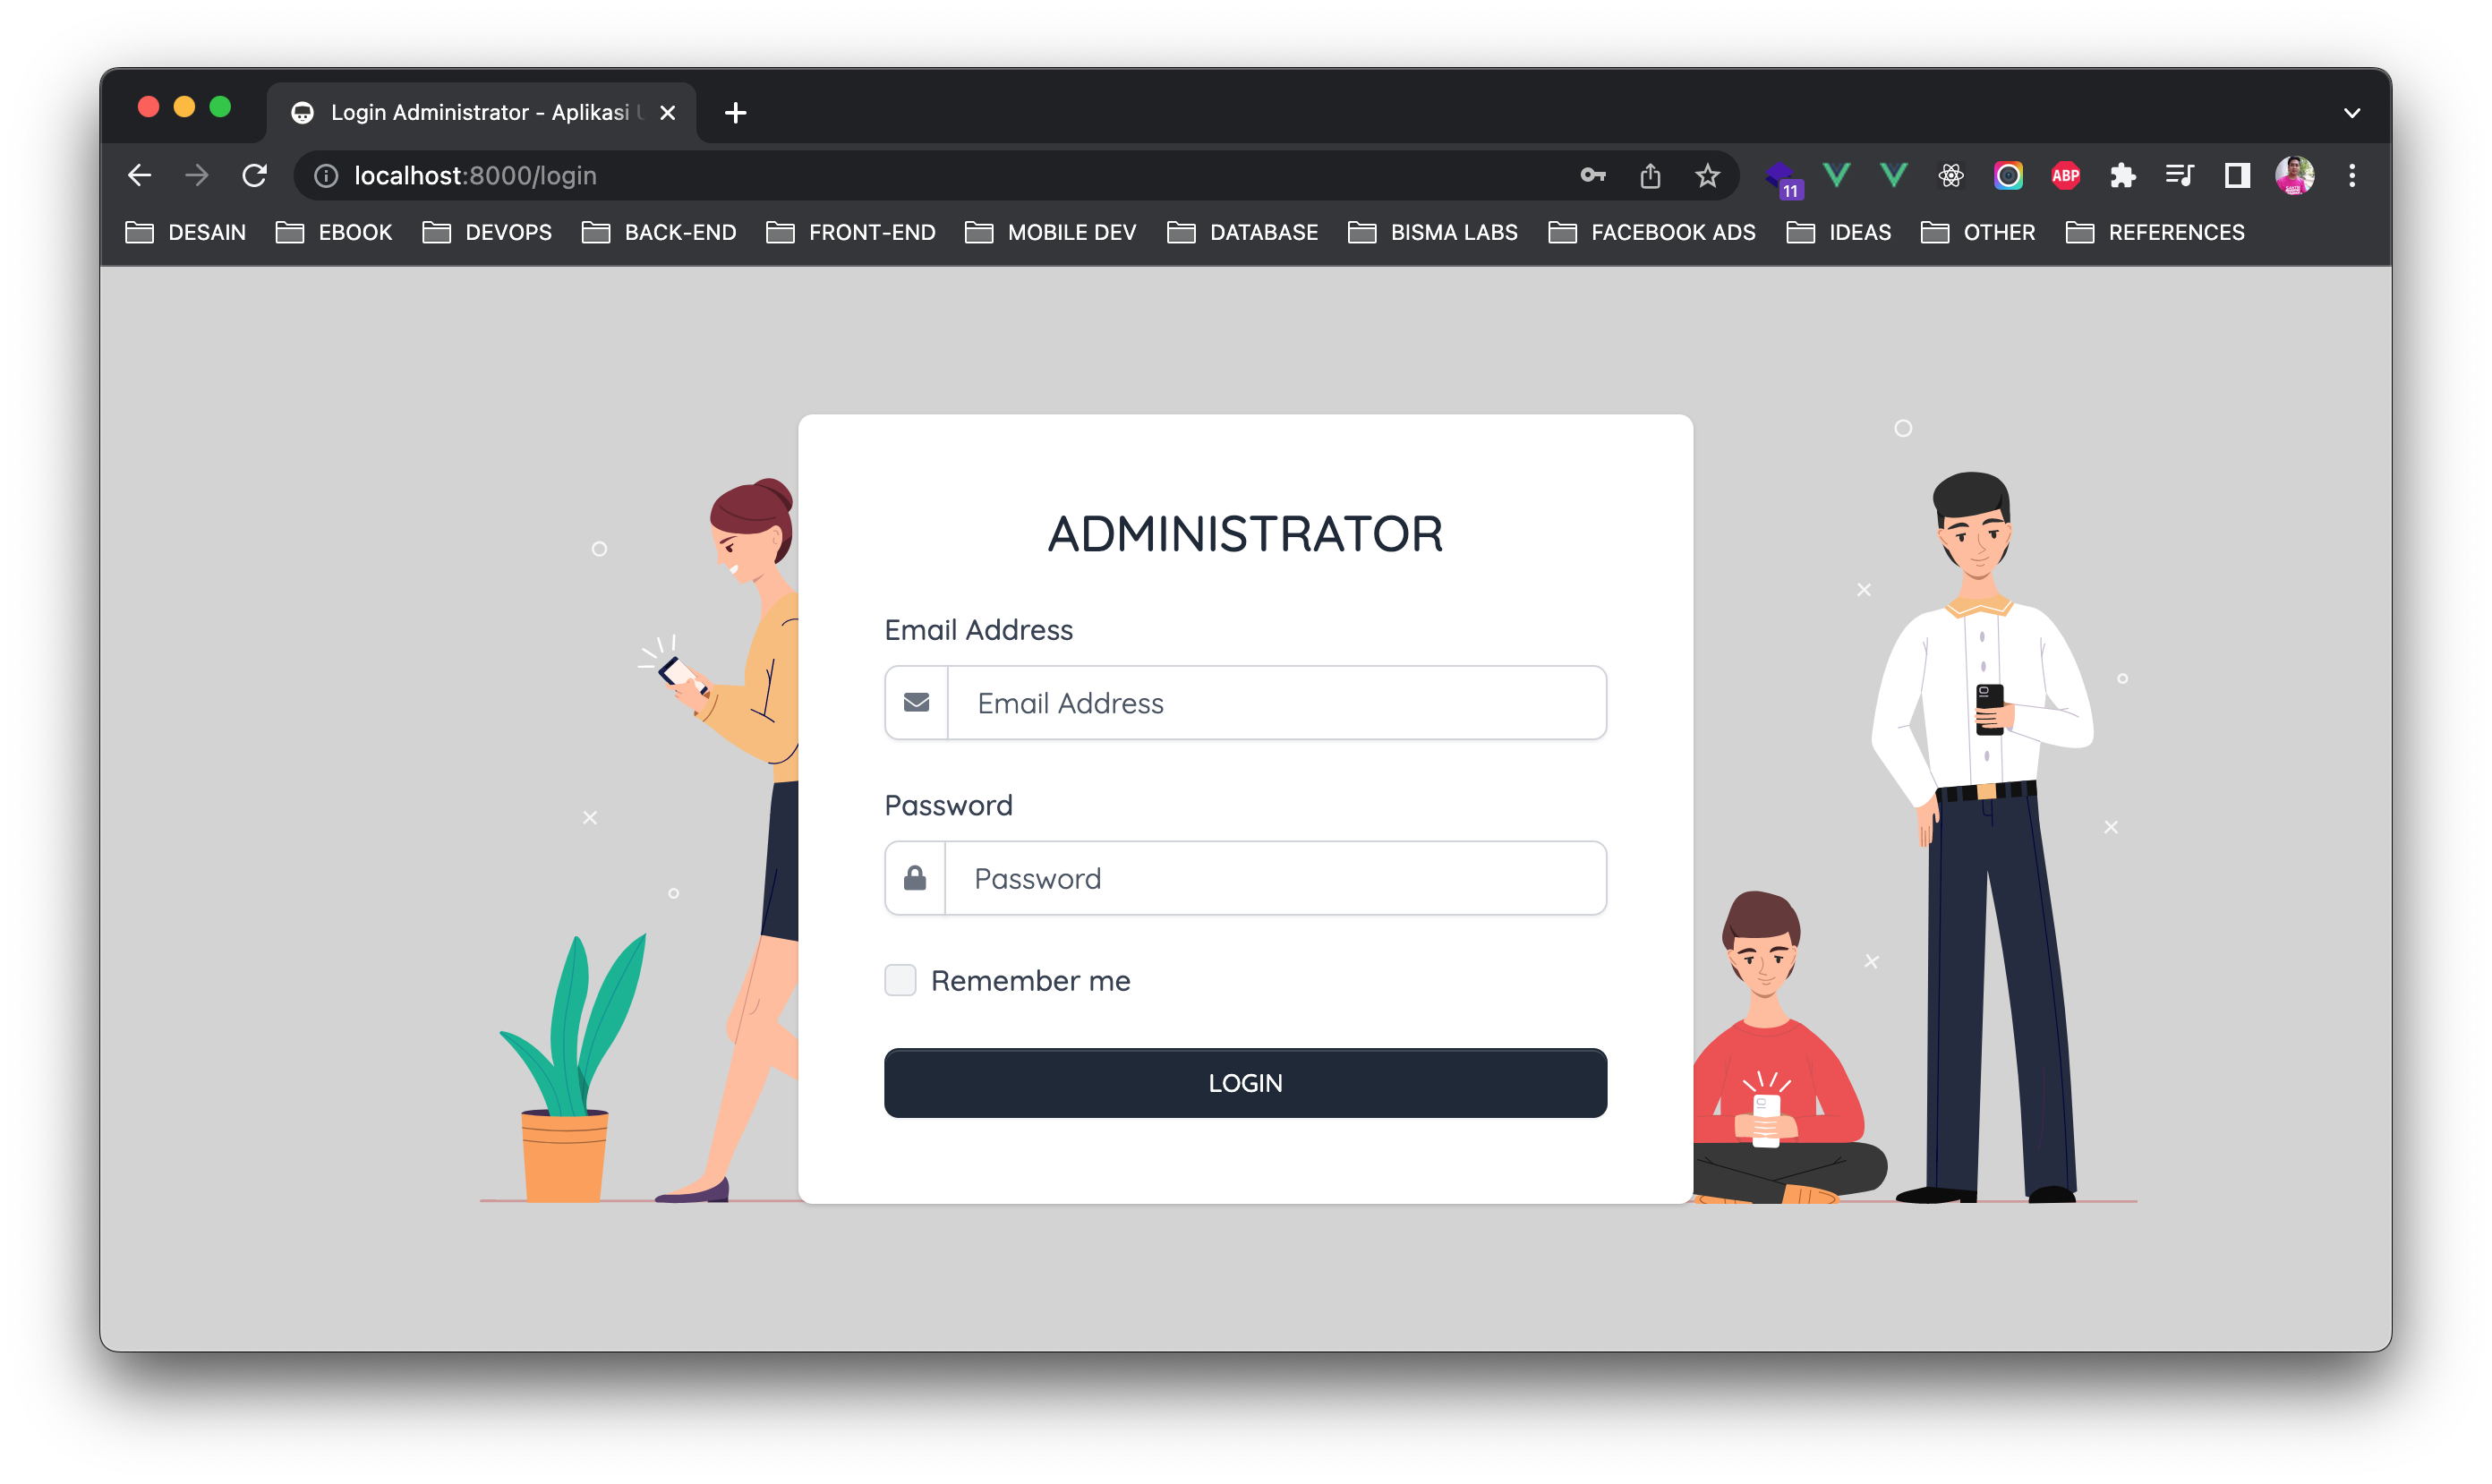 Login Administrator - Aplikasi
localhost:8000/login
11
ABP
DESAIN EBOOK DEVOPS BACK-END FRONT-END MOBILE DEV DATABASE BISMA LABS FACEBOOK ADS IDEAS OTHER REFERENCES
ADMINISTRATOR
Email Address
Email Address
Password
Password
Remember me
LOGIN